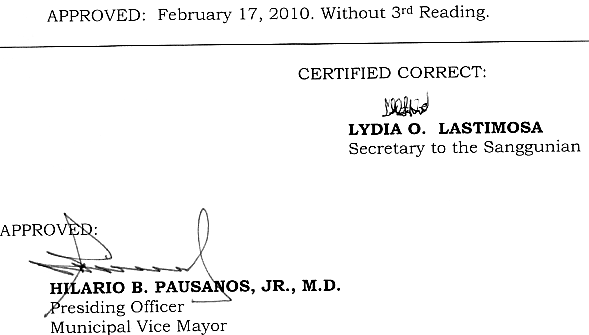 APPROVED: February 17, 2010. Without 3rd Reading.
CERTIFIED CORRECT:
LYDIA O. LASTIMOSA
Secretary to the Sanggunian
APPROVED:
HILARIO B. PAUSANOS, JR., M.D.
Presiding Officer
Municipal Vice Mayor